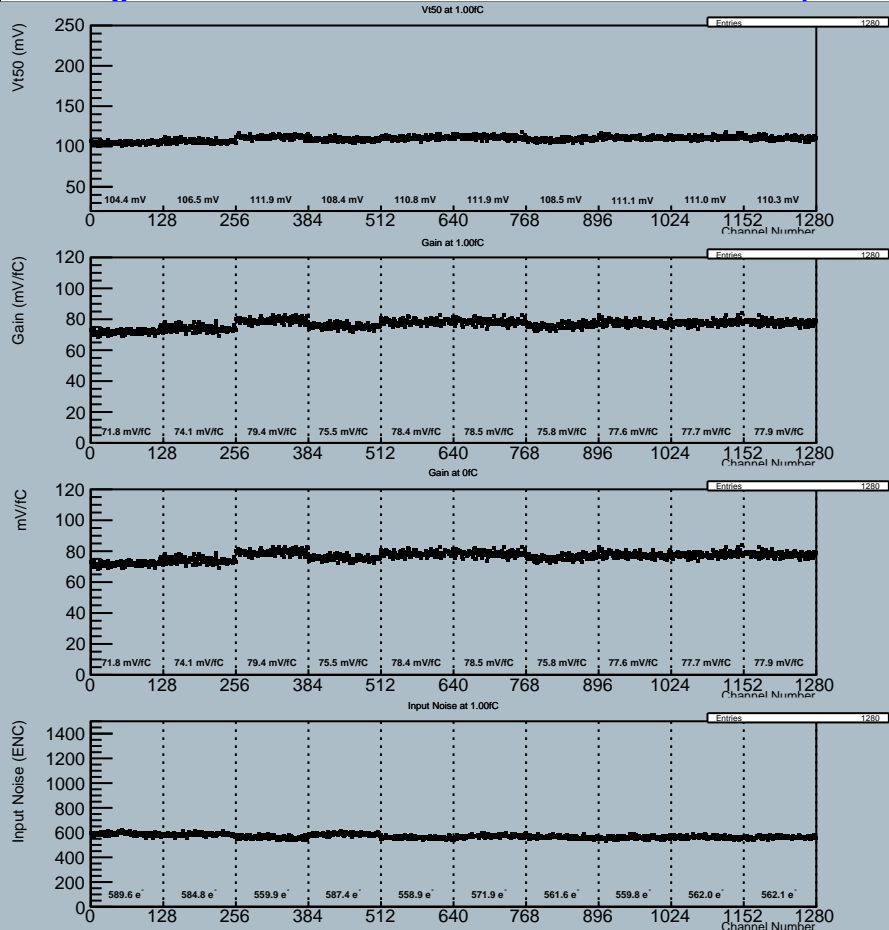 Vt50 at 1.00fC
Entries 1280
Vt50 (mV)
250
200
150
100
50
104.4 mV 106.5 mV 111.9 mV 108.4 mV 110.8 mV 111.9 mV 108.5 mV 111.1 mV 111.0 mV 110.3 mV
0 128 256 384 512 640 768 896 1024 1152 1280
Channel Number
Gain at 1.00fC
Entries 1280
Gain (mV/fC)
120
100
80
60
40
20
0
71.8 mV/fC 74.1 mV/fC 79.4 mV/fC 75.5 mV/fC 78.4 mV/fC 78.5 mV/fC 75.8 mV/fC 77.6 mV/fC 77.7 mV/fC 77.9 mV/fC
0 128 256 384 512 640 768 896 1024 1152 1280
Channel Number
Gain at 0fC
Entries 1280
mV/fC
120
100
80
60
40
20
0
71.8 mV/fC 74.1 mV/fC 79.4 mV/fC 75.5 mV/fC 78.4 mV/fC 78.5 mV/fC 75.8 mV/fC 77.6 mV/fC 77.7 mV/fC 77.9 mV/fC
0 128 256 384 512 640 768 896 1024 1152 1280
Channel Number
Input Noise at 1.00fC
Entries 1280
Input Noise (ENC)
1400
1200
1000
800
600
400
200
0
589.6 e⁻ 584.8 e⁻ 559.9 e⁻ 587.4 e⁻ 558.9 e⁻ 571.9 e⁻ 561.6 e⁻ 559.8 e⁻ 562.0 e⁻ 562.1 e⁻
0 128 256 384 512 640 768 896 1024 1152 1280
Channel Number